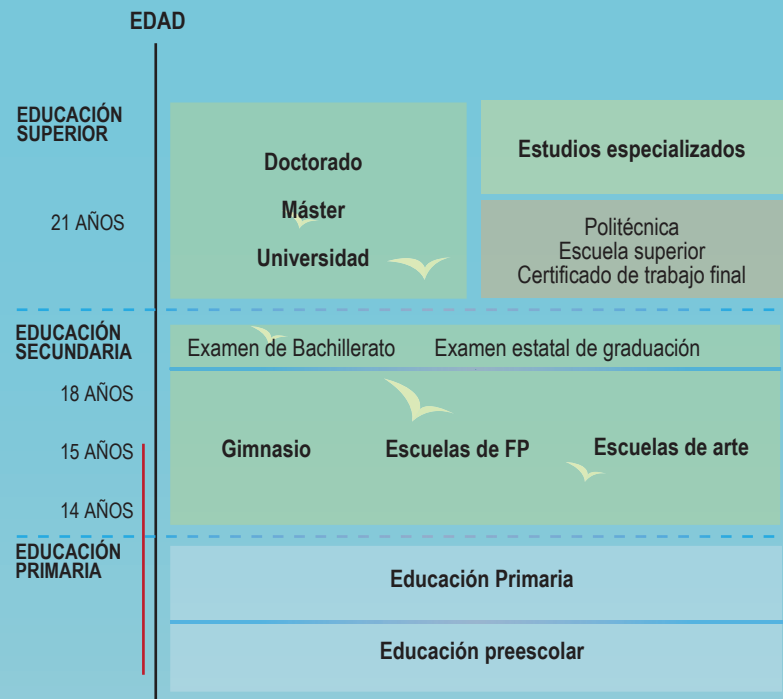 EDAD
EDUCACIÓN
SUPERIOR
21 AÑOS
Doctorado
Máster
Universidad
Estudios especializados
Politécnica
Escuela superior
Certificado de trabajo final
EDUCACIÓN
SECUNDARIA
Examen de Bachillerato
Examen estatal de graduación
18 AÑOS
15 AÑOS
14 AÑOS
Gimnasio
Escuelas de FP
Escuelas de arte
EDUCACIÓN
PRIMARIA
Educación Primaria
Educación preescolar